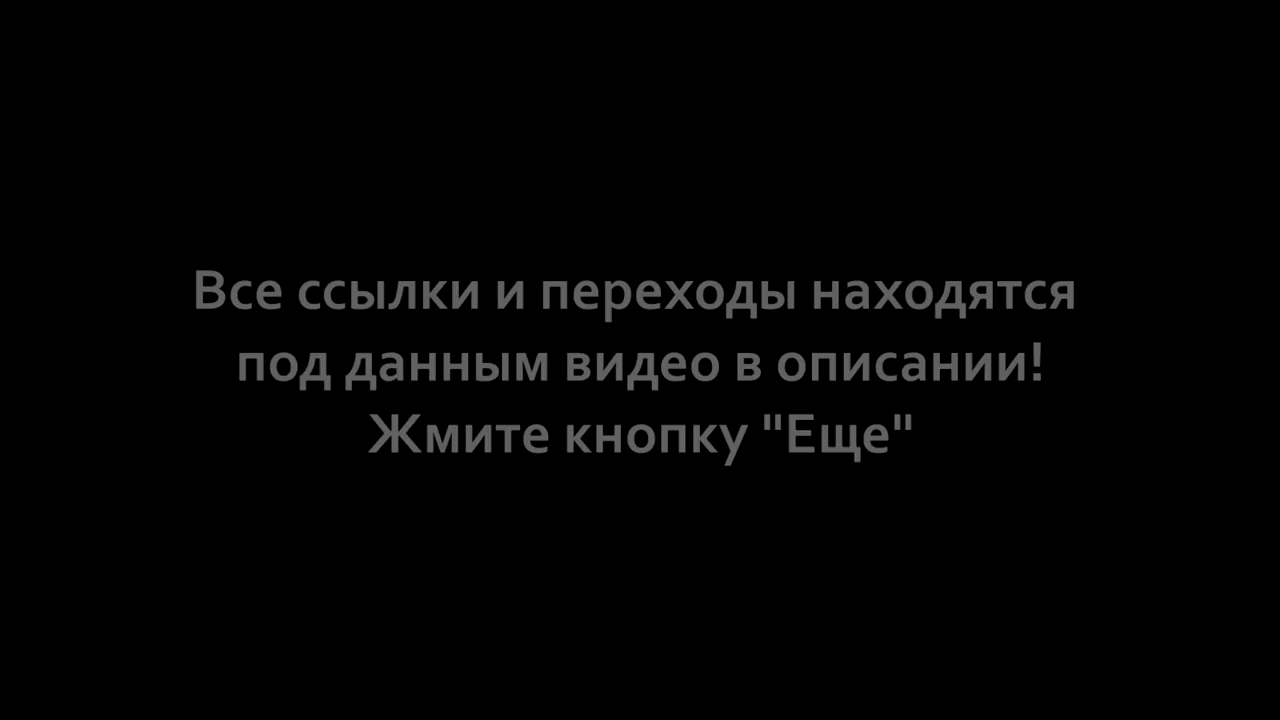 Все ссылки и переходы находятся
под данным видео в описании!
Жмите кнопку "Еще"